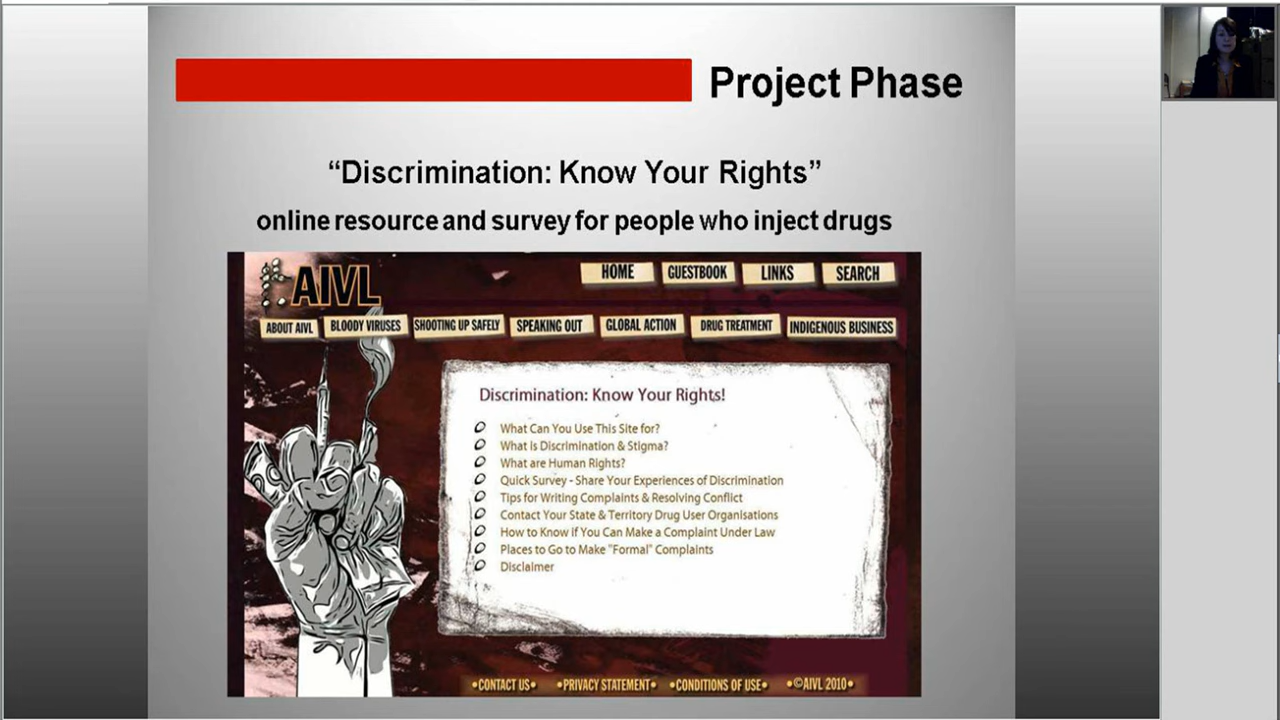 Project Phase
“Discrimination: Know Your Rights”
online resource and survey for people who inject drugs
AIVL
HOME GUESTBOOK LINKS SEARCH
ABOUT AIVL BLOODY VIRUSES SHOOTING UP SAFELY SPEAKING OUT GLOBAL ACTION DRUG TREATMENT INDIGENOUS BUSINESS
Discrimination: Know Your Rights!
What Can You Use This Site for?
What is Discrimination & Stigma?
What are Human Rights?
Quick Survey - Share Your Experiences of Discrimination
Tips for Writing Complaints & Resolving Conflict
Contact Your State & Territory Drug User Organisations
How to Know if You Can Make a Complaint Under Law
Places to Go to Make "Formal" Complaints
Disclaimer
•CONTACT US• •PRIVACY STATEMENT• •CONDITIONS OF USE• •©AIVL 2010•